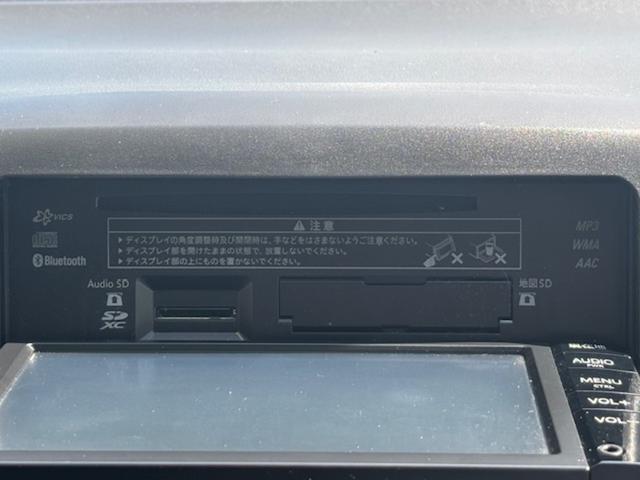 VICS
⚠ 注意
▶ディスプレイの角度調整時及び開閉時は、手などをはさまないようご注意ください。
▶ディスプレイ部を開けたままの状態で、放置しないでください。
▶ディスプレイ部の上にものを置かないでください。
MP3
WMA
AAC
Bluetooth
Audio SD
SD
XC
地図SD
AUDIO
PWR
MENU
CTRL
VOL+
VOL-